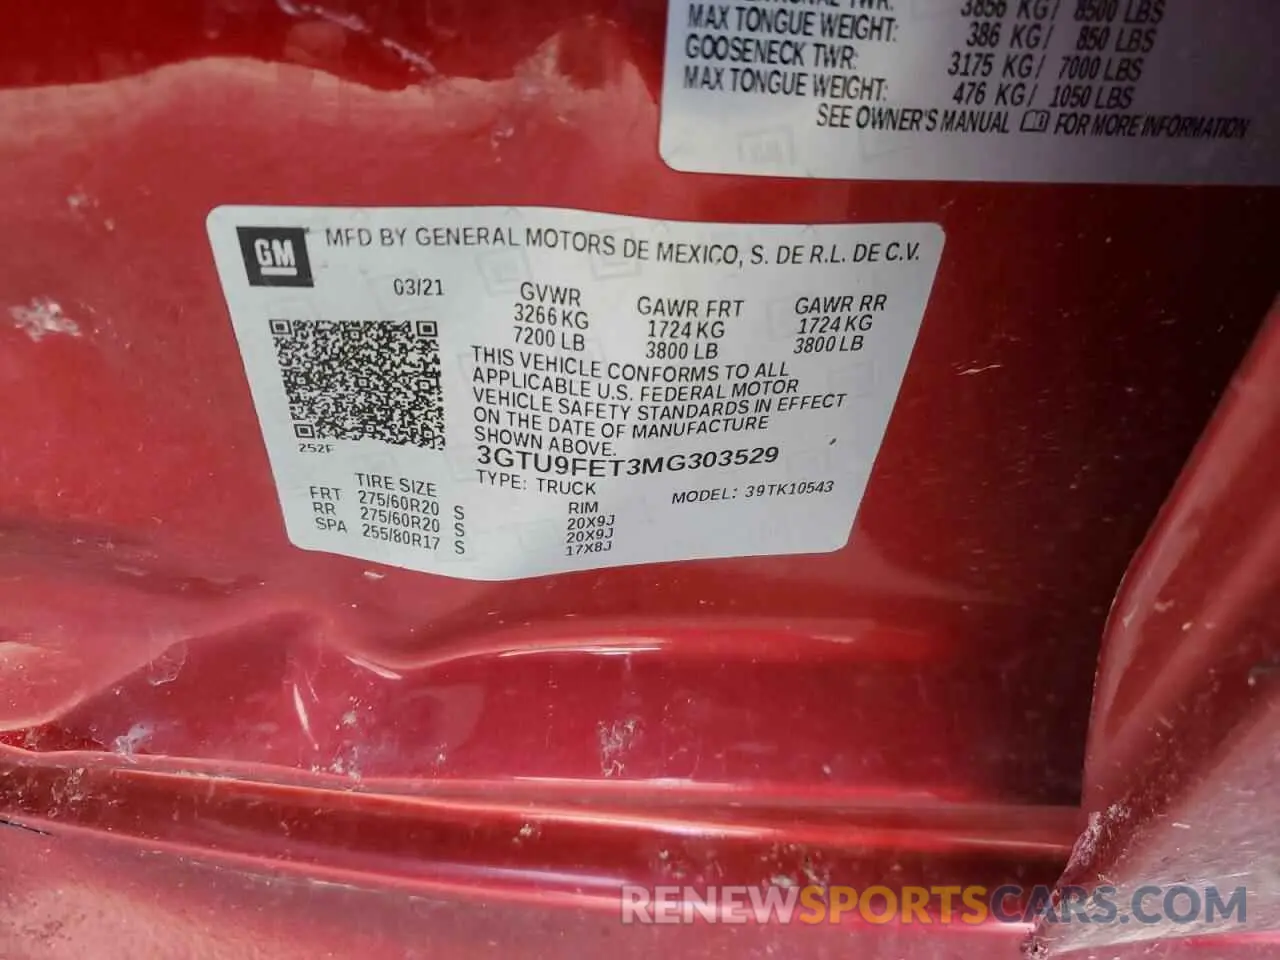 3856 KG/ 8500 LBS
MAX TONGUE WEIGHT: 386 KG/ 850 LBS
GOOSENECK TWR: 3175 KG/ 7000 LBS
MAX TONGUE WEIGHT: 476 KG/ 1050 LBS
SEE OWNER'S MANUAL FOR MORE INFORMATION
GM
GM MFD BY GENERAL MOTORS DE MEXICO, S. DE R.L. DE C.V.
03/21
GVWR GAWR FRT GAWR RR
3266 KG 1724 KG 1724 KG
7200 LB 3800 LB 3800 LB
THIS VEHICLE CONFORMS TO ALL
APPLICABLE U.S. FEDERAL MOTOR
VEHICLE SAFETY STANDARDS IN EFFECT
ON THE DATE OF MANUFACTURE
SHOWN ABOVE.
252F
3GTU9FET3MG303529
TYPE: TRUCK MODEL: 39TK10543
TIRE SIZE RIM
FRT 275/60R20 S 20X9J
RR 275/60R20 S 20X9J
SPA 255/80R17 S 17X8J
RENEWSPORTSCARS.COM